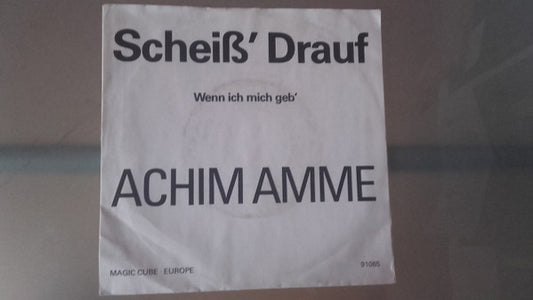 Scheiß' Drauf
Wenn ich mich geb'
ACHIM AMME
MAGIC CUBE · EUROPE 91065